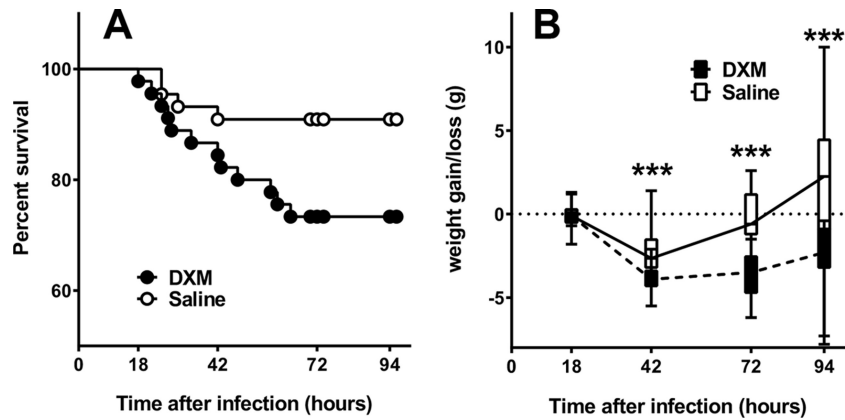 A
Percent survival
100
80
60
DXM
Saline
0
18
42
72
94
Time after infection (hours)
B
weight gain/loss (g)
10
5
0
-5
DXM
Saline
***
***
***
0
18
42
72
94
Time after infection (hours)